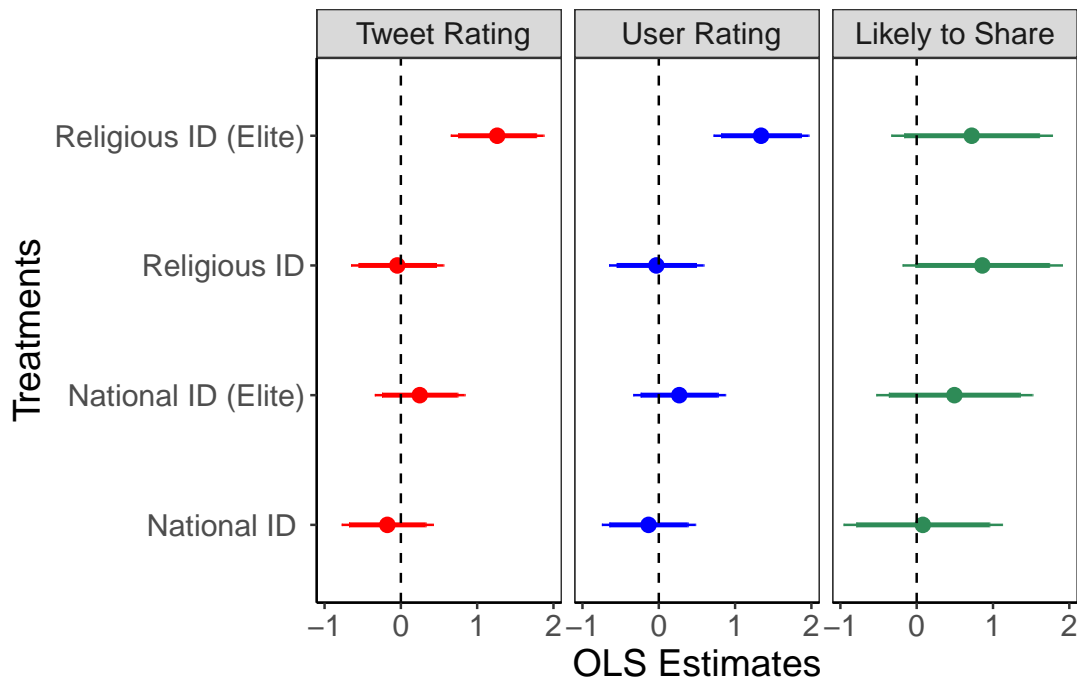 Tweet Rating
User Rating
Likely to Share
Treatments
Religious ID (Elite)
Religious ID
National ID (Elite)
National ID
−1 0 1 2
−1 0 1 2
−1 0 1 2
OLS Estimates